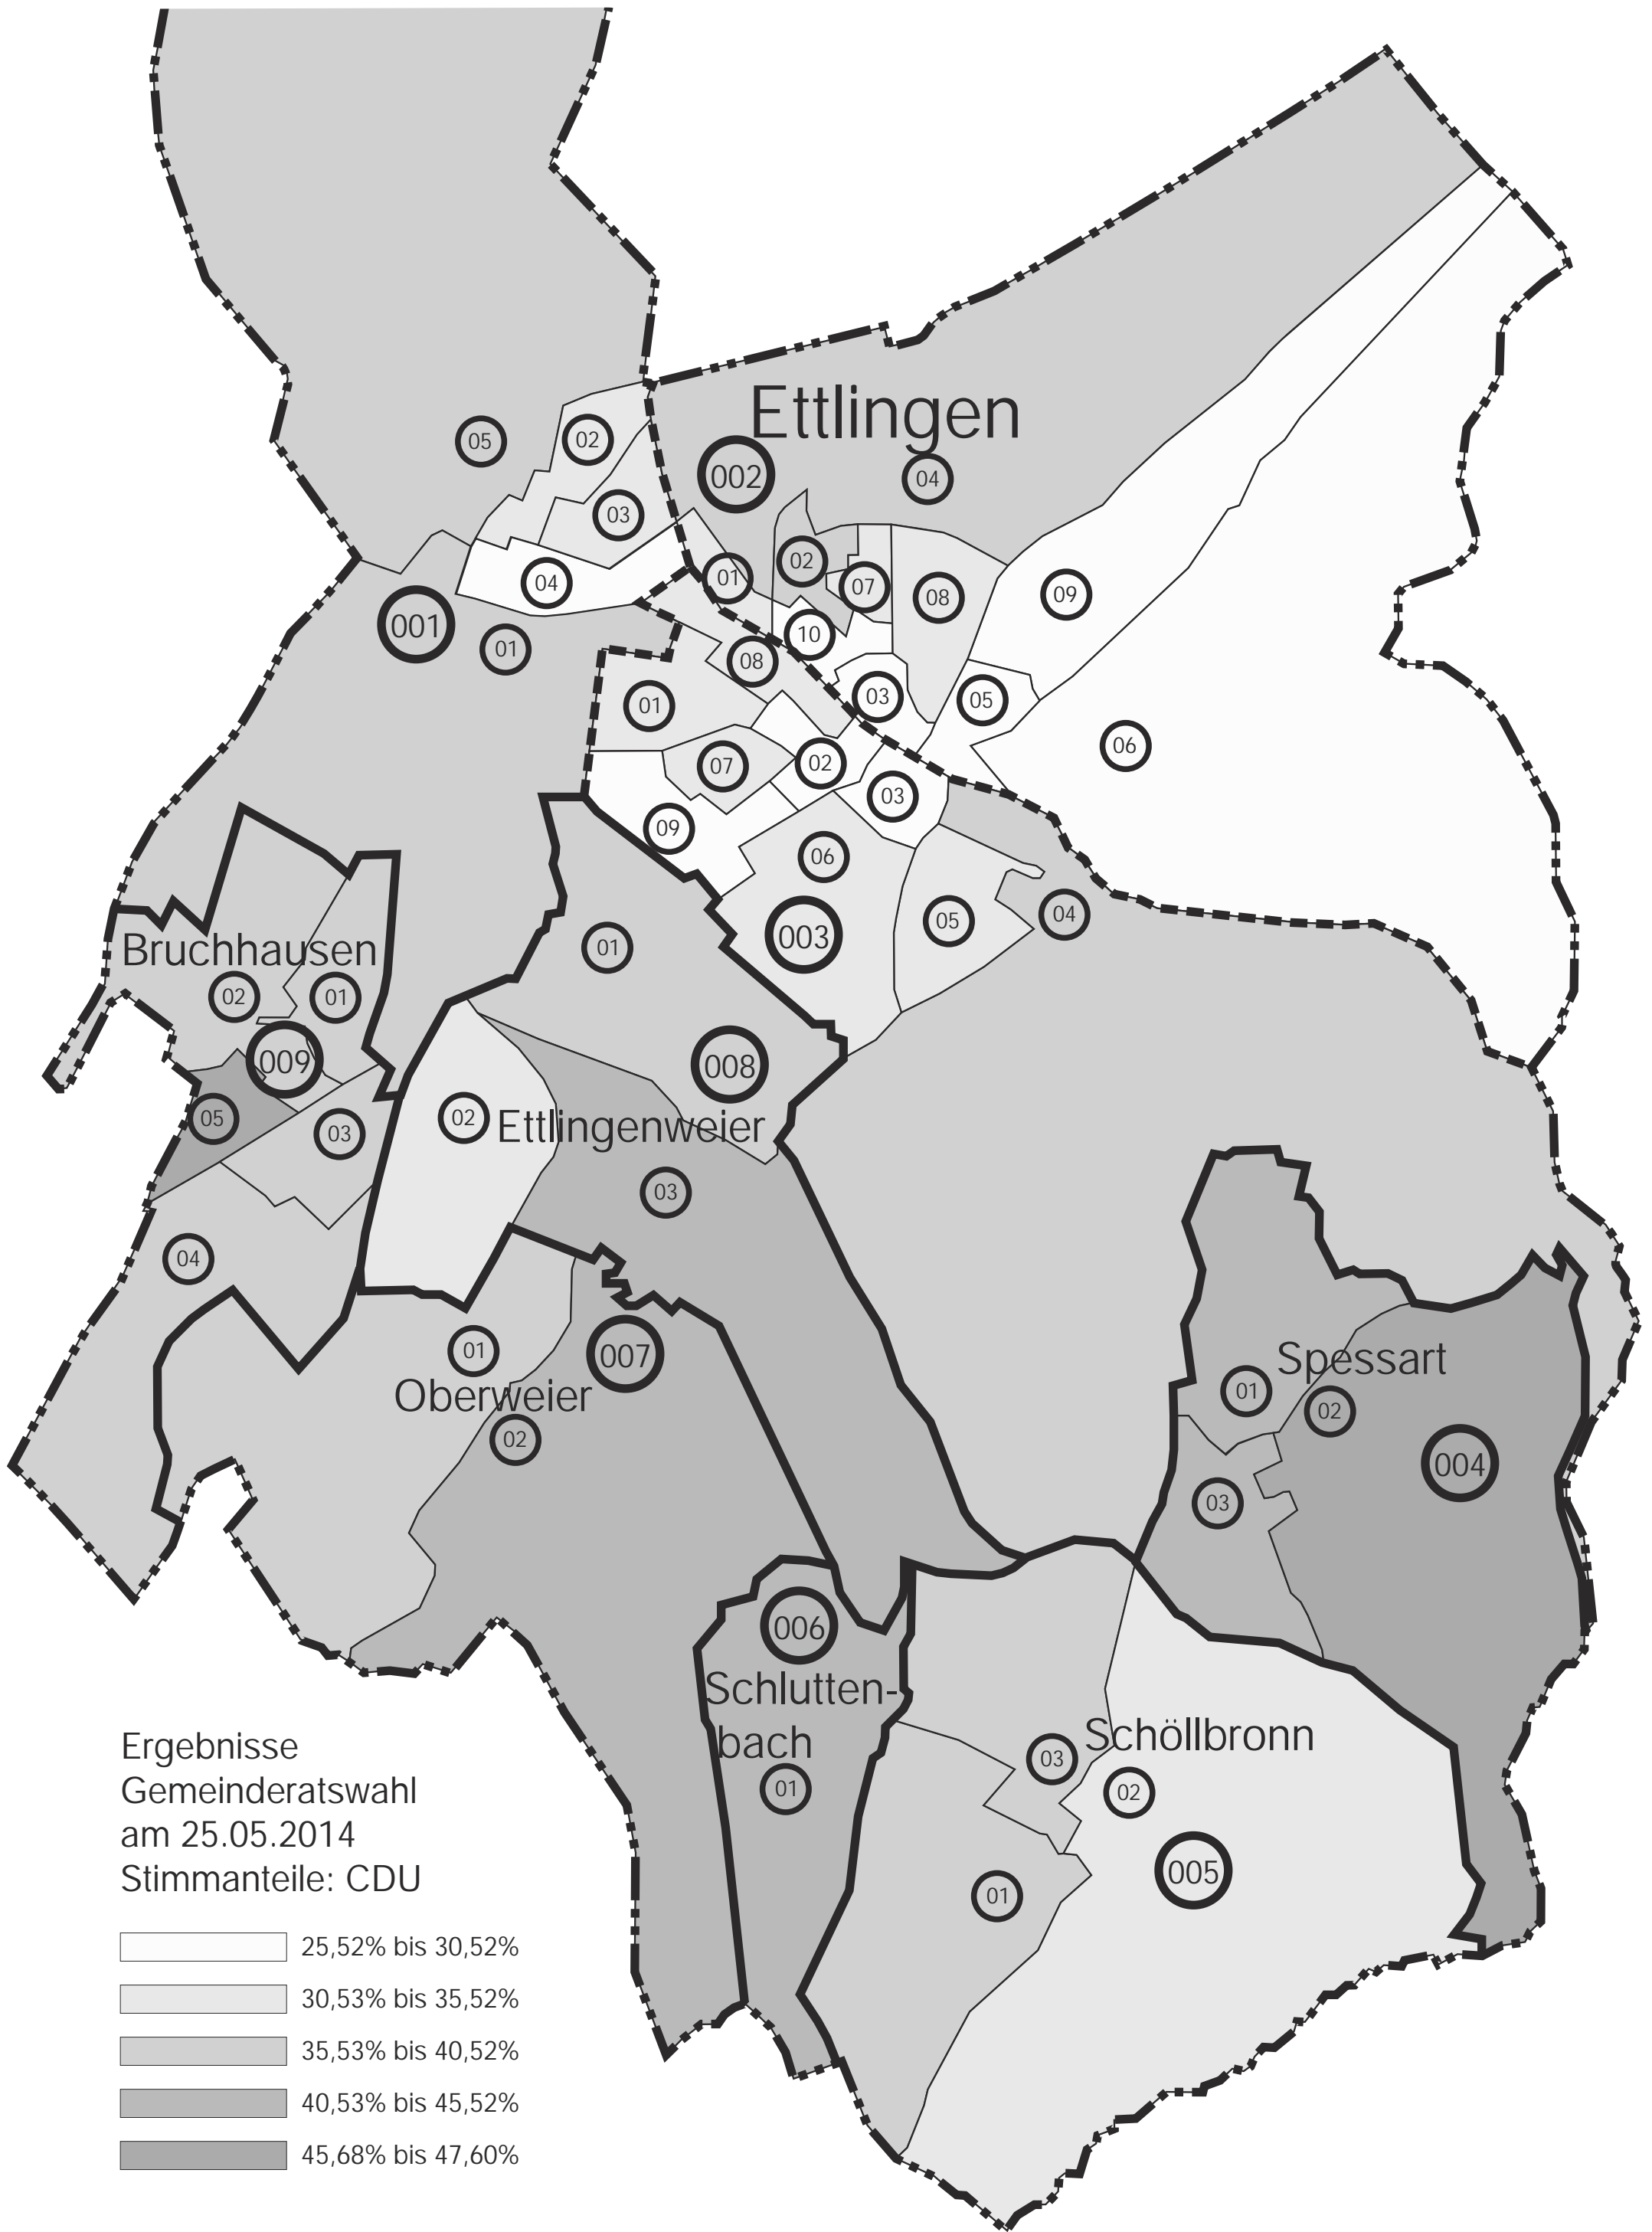 Ettlingen
05
02
002
04
03
02
04
01
07
08
09
001
10
01
08
03
05
01
06
07
02
03
09
06
05
04
003
01
Bruchhausen
02
01
009
008
02
Ettlingenweier
05
03
03
04
01
007
Oberweier
02
Spessart
01
02
004
03
006
Schlutten-
bach
01
Schöllbronn
03
02
005
01
Ergebnisse
Gemeinderatswahl
am 25.05.2014
Stimmanteile: CDU
25,52% bis 30,52%
30,53% bis 35,52%
35,53% bis 40,52%
40,53% bis 45,52%
45,68% bis 47,60%